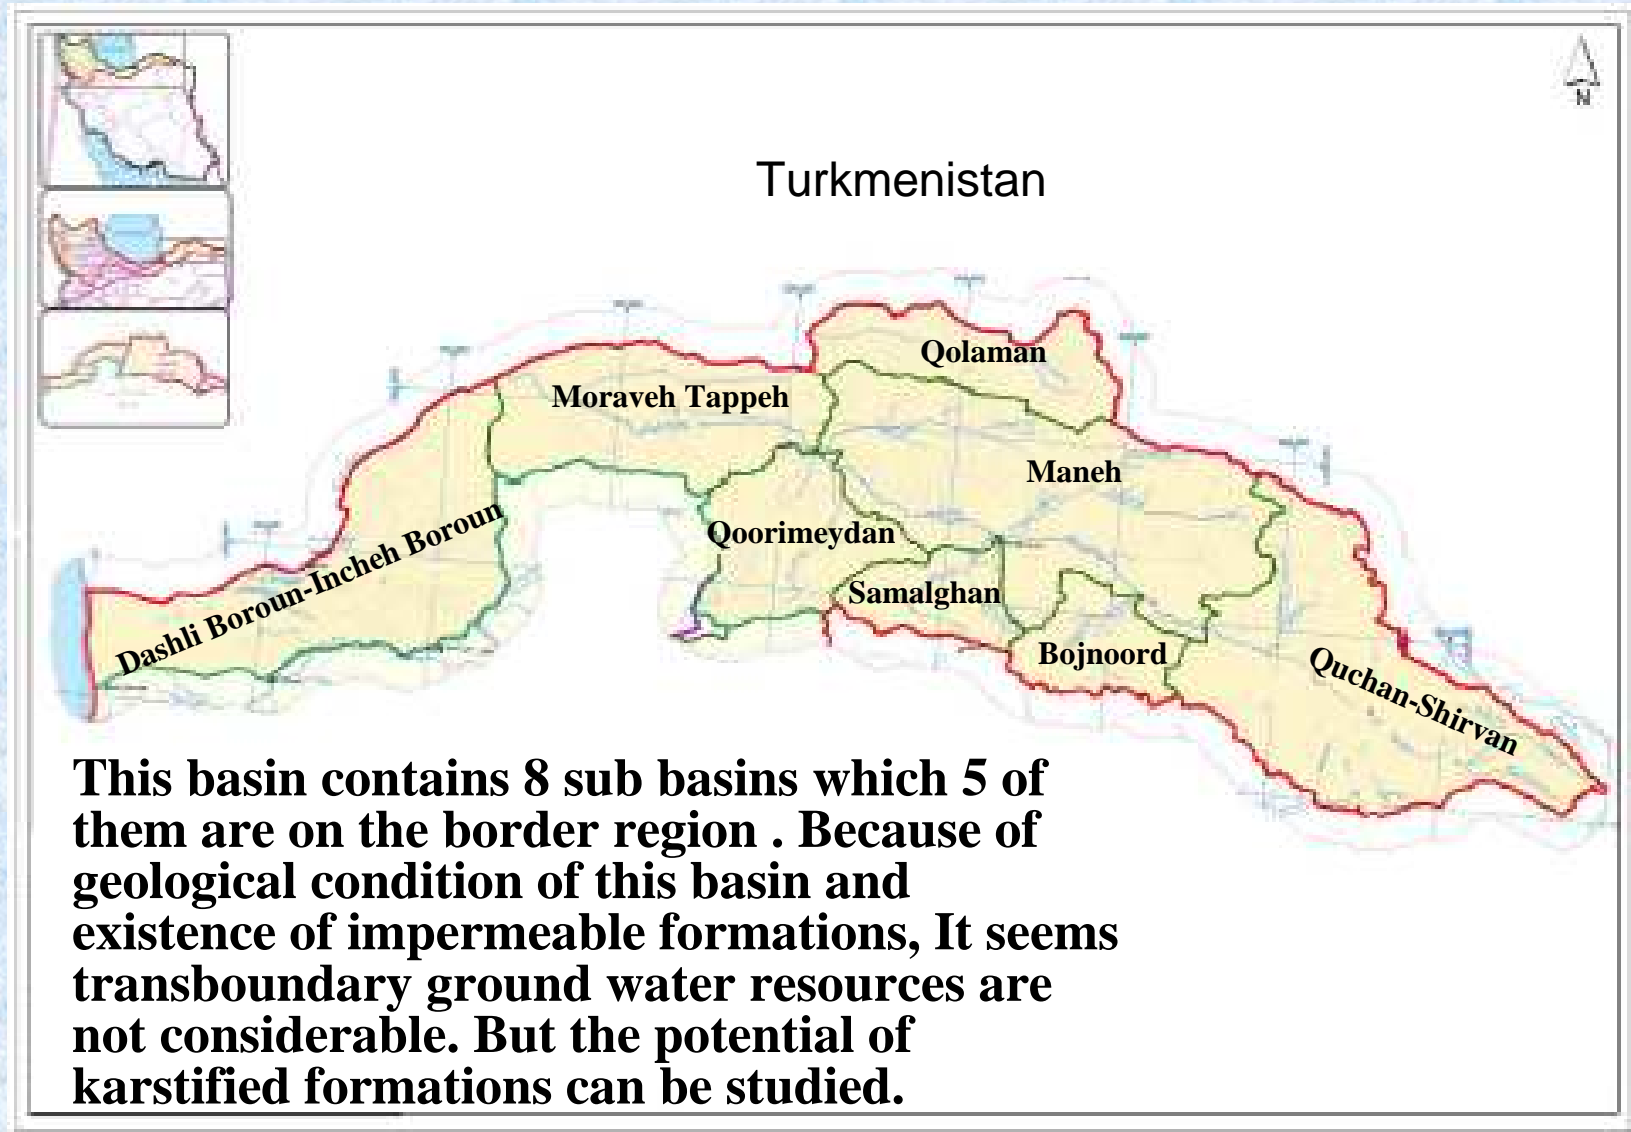 N
Turkmenistan
Qolaman
Moraveh Tappeh
Maneh
Qoorimeydan
Dashli Boroun-Incheh Boroun
Samalghan
Bojnoord
Quchan-Shirvan
This basin contains 8 sub basins which 5 of
them are on the border region . Because of
geological condition of this basin and
existence of impermeable formations, It seems
transboundary ground water resources are
not considerable. But the potential of
karstified formations can be studied.